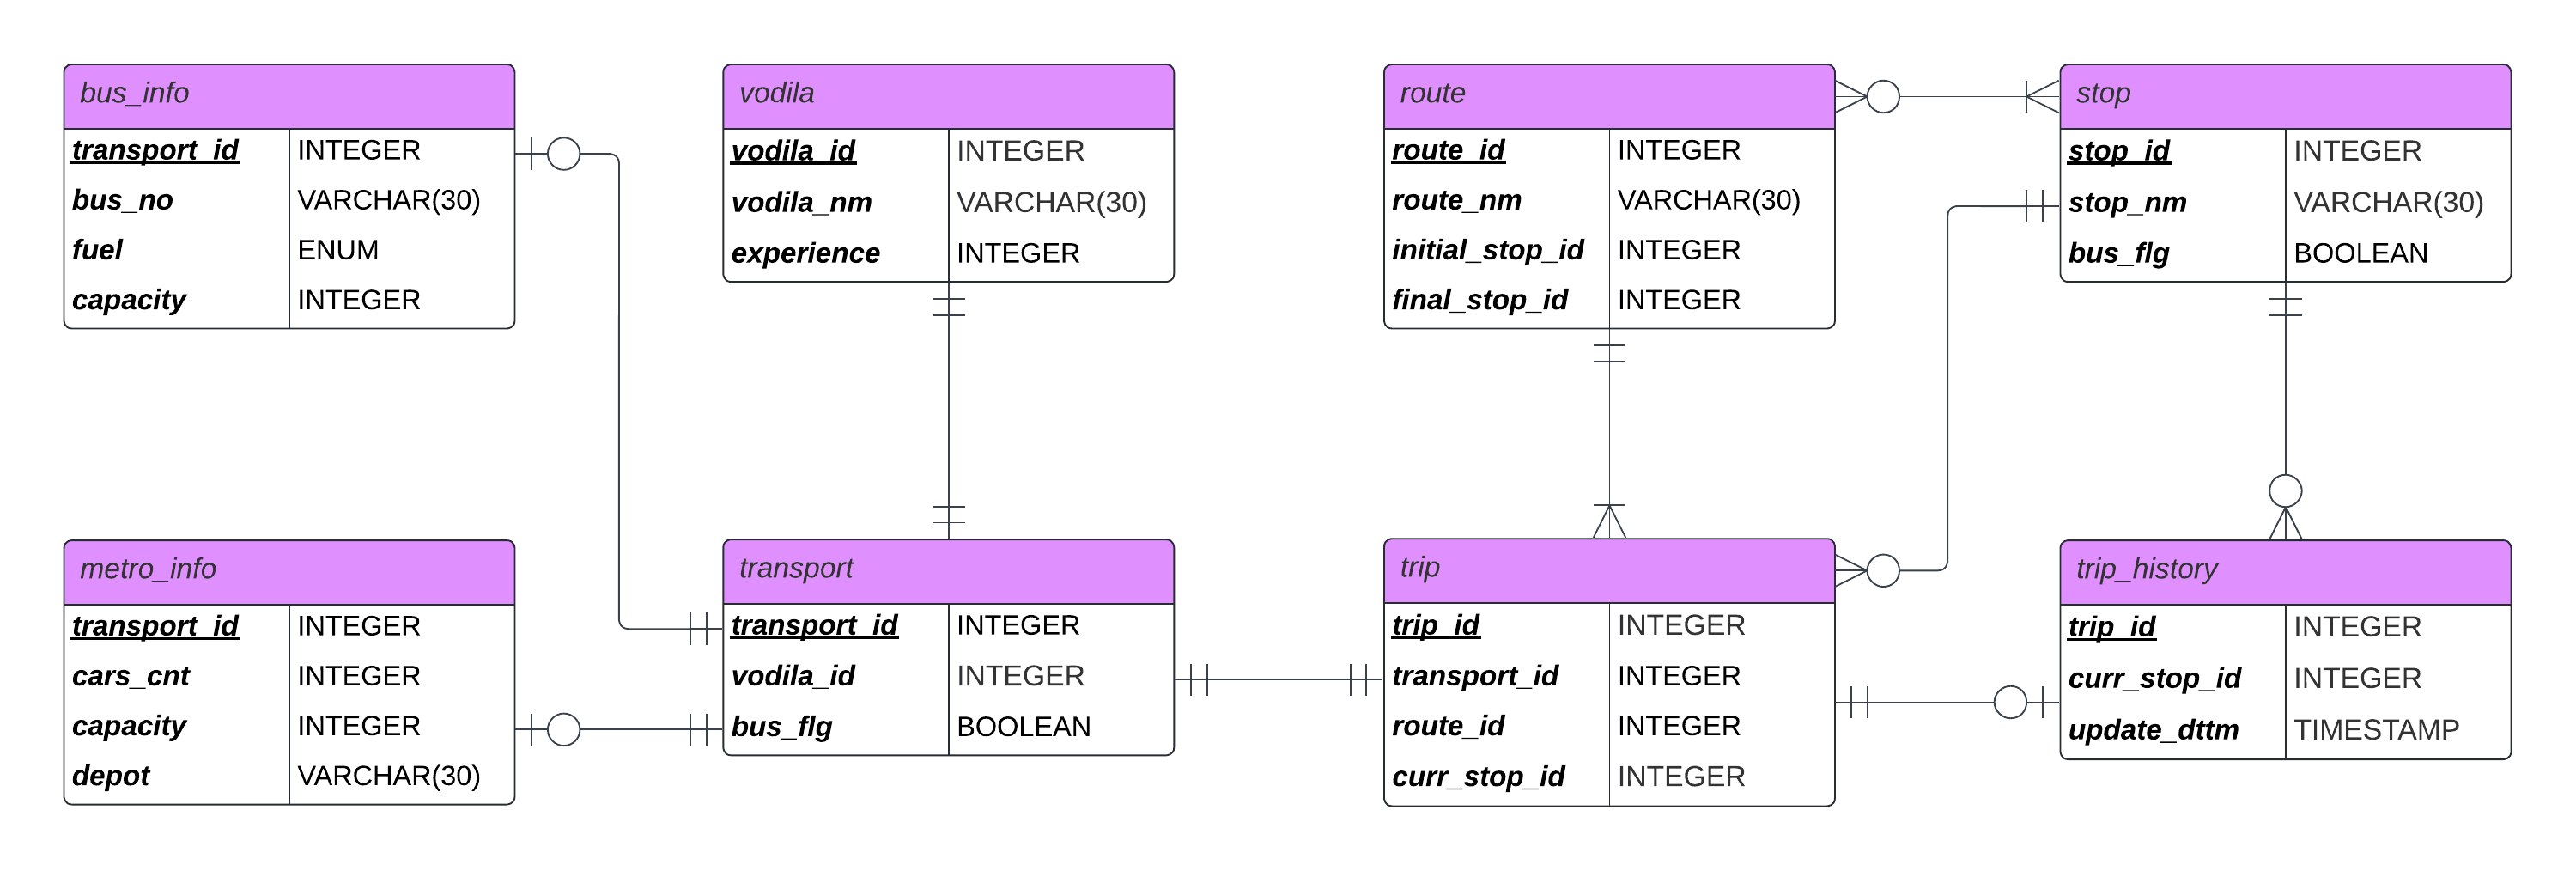 bus_info
transport_id INTEGER
bus_no VARCHAR(30)
fuel ENUM
capacity INTEGER
vodila
vodila_id INTEGER
vodila_nm VARCHAR(30)
experience INTEGER
route
route_id INTEGER
route_nm VARCHAR(30)
initial_stop_id INTEGER
final_stop_id INTEGER
stop
stop_id INTEGER
stop_nm VARCHAR(30)
bus_flg BOOLEAN
metro_info
transport_id INTEGER
cars_cnt INTEGER
capacity INTEGER
depot VARCHAR(30)
transport
transport_id INTEGER
vodila_id INTEGER
bus_flg BOOLEAN
trip
trip_id INTEGER
transport_id INTEGER
route_id INTEGER
curr_stop_id INTEGER
trip_history
trip_id INTEGER
curr_stop_id INTEGER
update_dttm TIMESTAMP